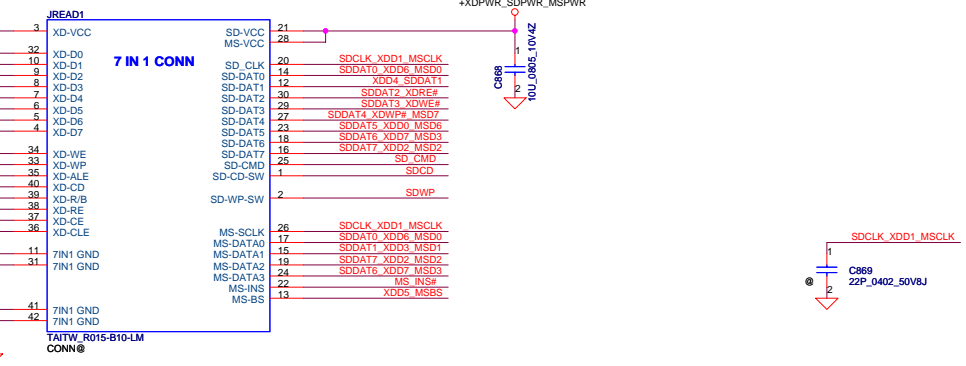 +XDPWR_SDPWR_MSPWR
JREAD1
3 XD-VCC
SD-VCC 21
MS-VCC 28
7 IN 1 CONN
32 XD-D0
10 XD-D1
9 XD-D2
8 XD-D3
7 XD-D4
6 XD-D5
5 XD-D6
4 XD-D7
34 XD-WE
33 XD-WP
35 XD-ALE
40 XD-CD
39 XD-R/B
38 XD-RE
37 XD-CE
36 XD-CLE
11 7IN1 GND
31 7IN1 GND
41 7IN1 GND
42 7IN1 GND
SD_CLK 20 SDCLK_XDD1_MSCLK
SD-DAT0 14 SDDAT0_XDD6_MSD0
SD-DAT1 12 XDD4_SDDAT1
SD-DAT2 30 SDDAT2_XDRE#
SD-DAT3 29 SDDAT3_XDWE#
SD-DAT4 27 SDDAT4_XDWP#_MSD7
SD-DAT5 23 SDDAT5_XDD0_MSD6
SD-DAT6 18 SDDAT6_XDD7_MSD3
SD-DAT7 16 SDDAT7_XDD2_MSD2
SD-CMD 25 SD_CMD
SD-CD-SW 1 SDCD
SD-WP-SW 2 SDWP
MS-SCLK 26 SDCLK_XDD1_MSCLK
MS-DATA0 17 SDDAT0_XDD6_MSD0
MS-DATA1 15 SDDAT1_XDD3_MSD1
MS-DATA2 19 SDDAT7_XDD2_MSD2
MS-DATA3 24 SDDAT6_XDD7_MSD3
MS-INS 22 MS_INS#
MS-BS 13 XDD5_MSBS
TAITW_R015-B10-LM
CONN@
1
C868
10U_0805_10V4Z
2
SDCLK_XDD1_MSCLK
1
C869
@ 22P_0402_50V8J
2